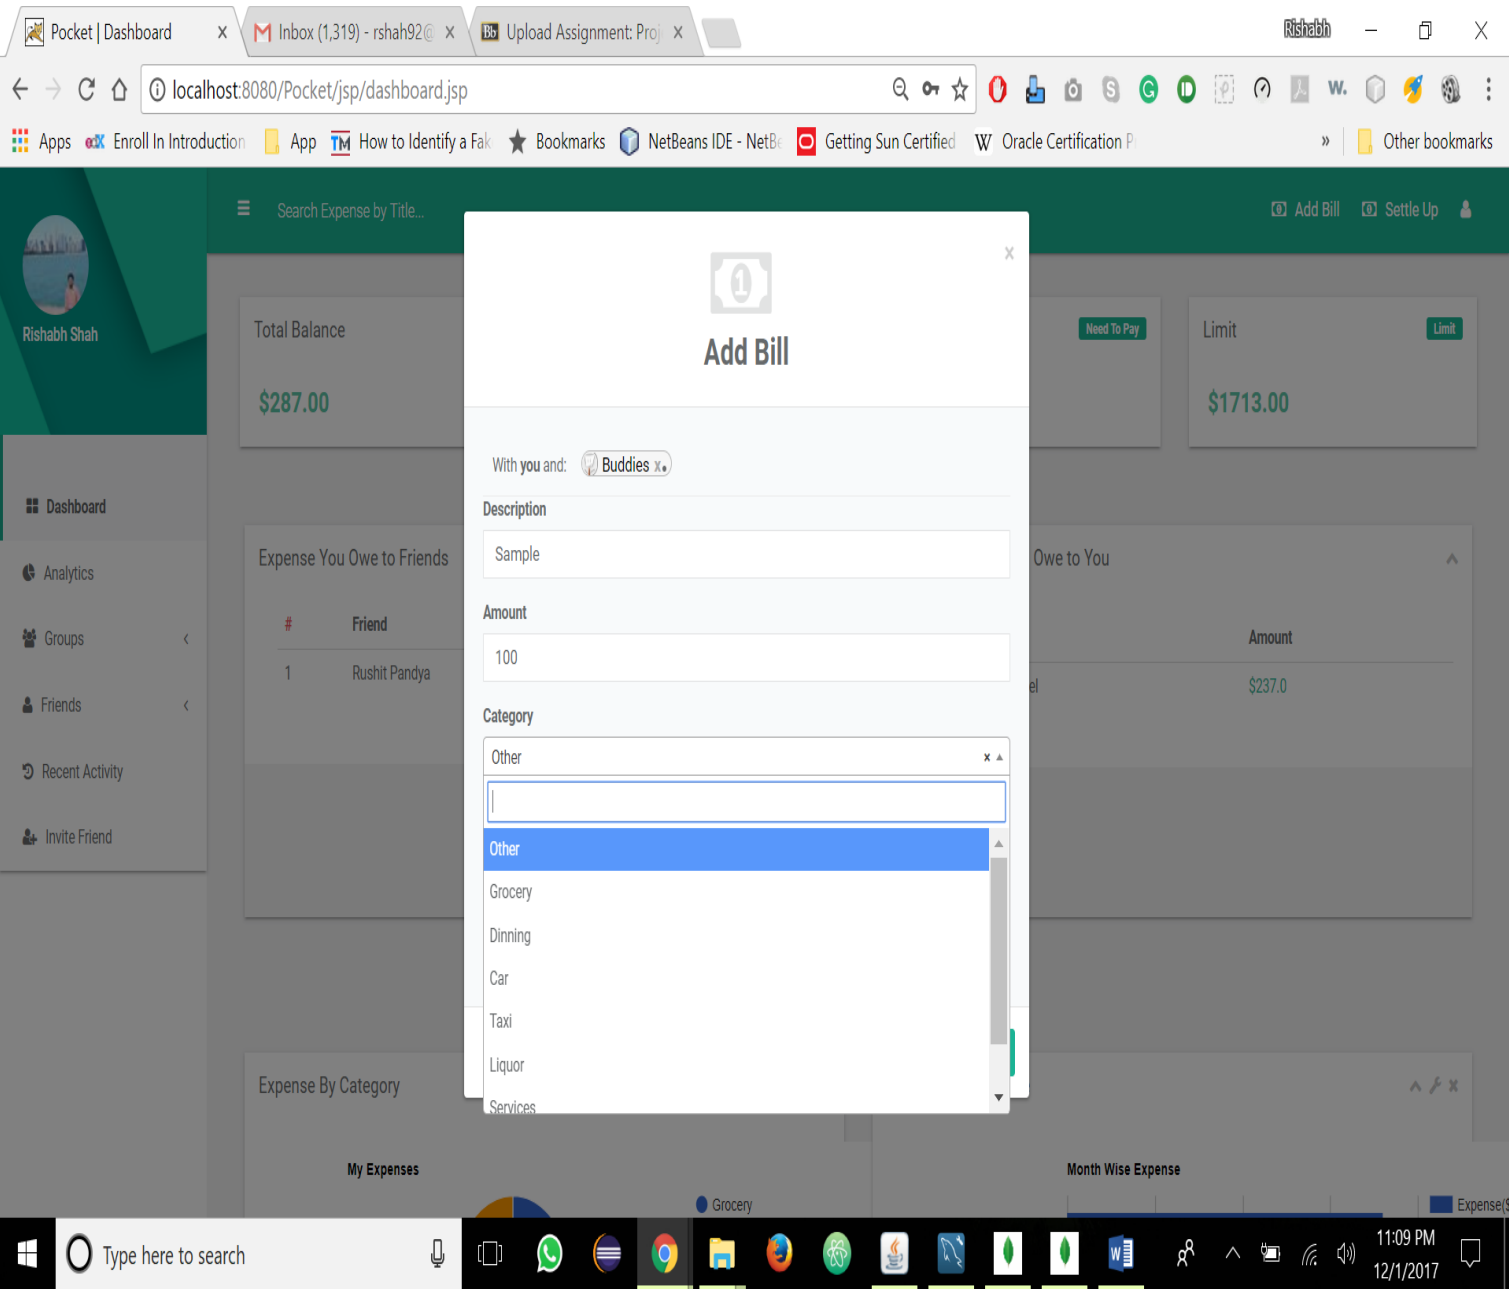 Pocket | Dashboard
Inbox (1,319) - rshah92@
Upload Assignment: Proj
Rishabh
localhost:8080/Pocket/jsp/dashboard.jsp
Apps
Enroll In Introduction
App
How to Identify a Fak
Bookmarks
NetBeans IDE - NetBe
Getting Sun Certified
Oracle Certification P
»
Other bookmarks
Search Expense by Title...
Add Bill
Settle Up
Rishabh Shah
Dashboard
Analytics
Groups
Friends
Recent Activity
Invite Friend
Total Balance
$287.00
Need To Pay
Limit
Limit
$1713.00
Expense You Owe to Friends
# Friend
1 Rushit Pandya
Owe to You
Amount
el
$237.0
Add Bill
With you and: Buddies x.
Description
Sample
Amount
100
Category
Other
Other
Grocery
Dinning
Car
Taxi
Liquor
Services
Expense By Category
My Expenses
Grocery
Month Wise Expense
Expense($
Type here to search
11:09 PM
12/1/2017